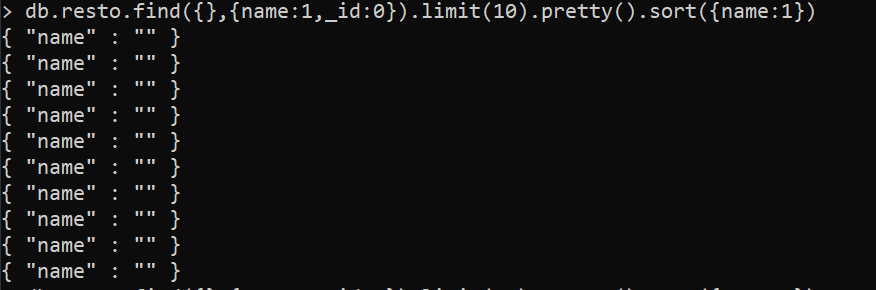 > db.resto.find({},{name:1,_id:0}).limit(10).pretty().sort({name:1})
{ "name" : "" }
{ "name" : "" }
{ "name" : "" }
{ "name" : "" }
{ "name" : "" }
{ "name" : "" }
{ "name" : "" }
{ "name" : "" }
{ "name" : "" }
{ "name" : "" }